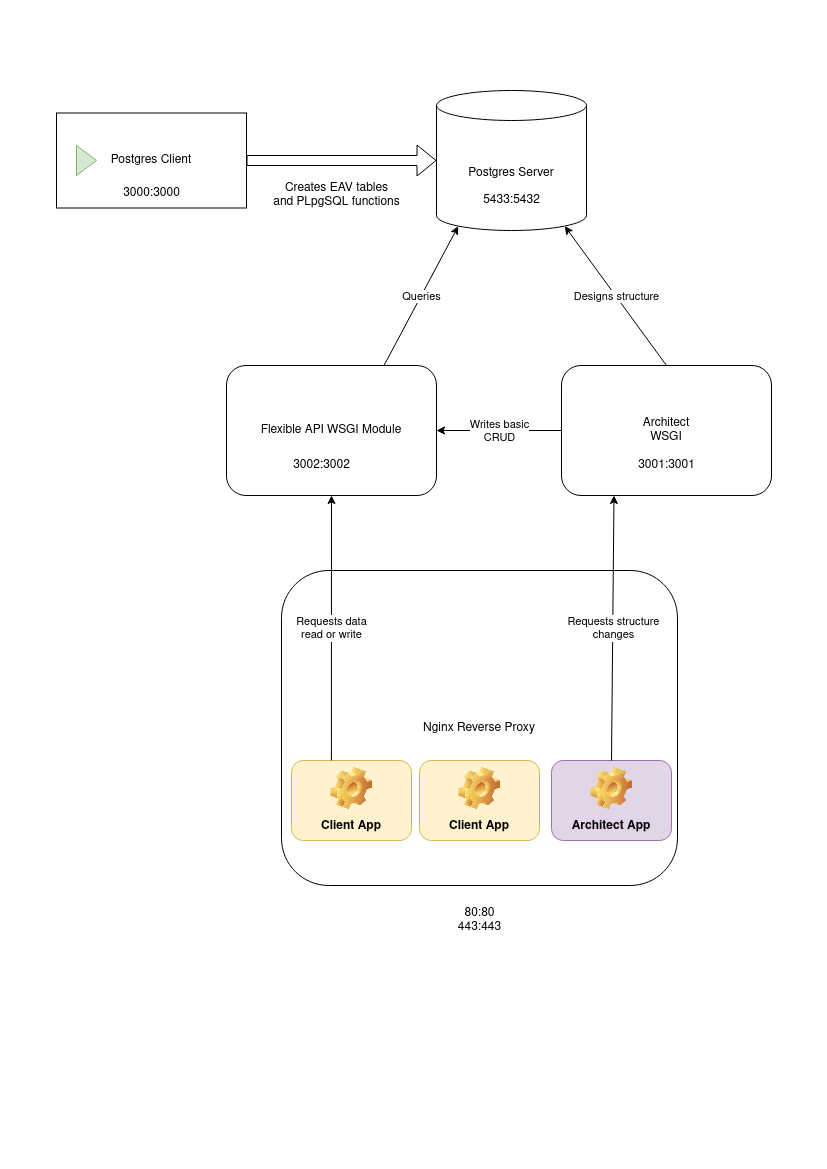 Postgres Client
3000:3000
Creates EAV tables
and PLpgSQL functions
Postgres Server
5433:5432
Queries
Designs structure
Flexible API WSGI Module
3002:3002
Writes basic
CRUD
Architect
WSGI
3001:3001
Requests data
read or write
Requests structure
changes
Nginx Reverse Proxy
Client App
Client App
Architect App
80:80
443:443